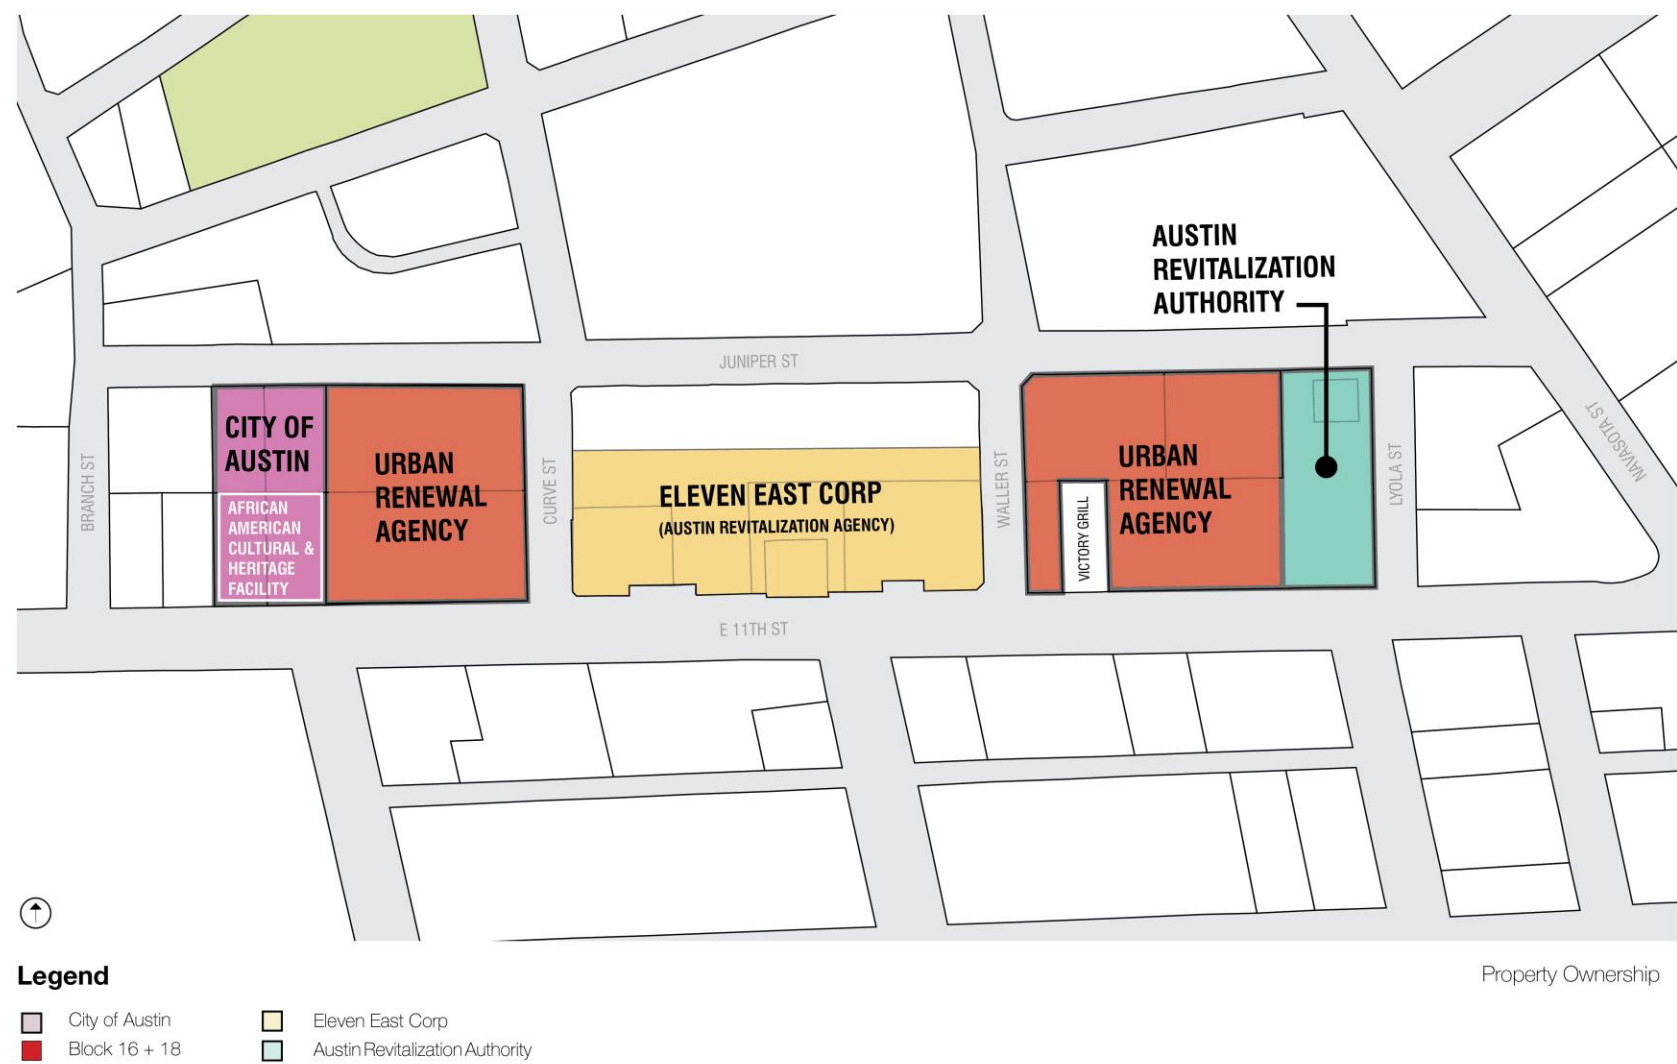 AUSTIN
REVITALIZATION
AUTHORITY
JUNIPER ST
NAVASOTA ST
CITY OF
AUSTIN
AFRICAN
AMERICAN
CULTURAL &
HERITAGE
FACILITY
URBAN
RENEWAL
AGENCY
BRANCH ST
CURVE ST
ELEVEN EAST CORP
(AUSTIN REVITALIZATION AGENCY)
WALLER ST
VICTORY GRILL
URBAN
RENEWAL
AGENCY
LYOLA ST
E 11TH ST
Legend
Property Ownership
City of Austin
Eleven East Corp
Block 16 + 18
Austin Revitalization Authority